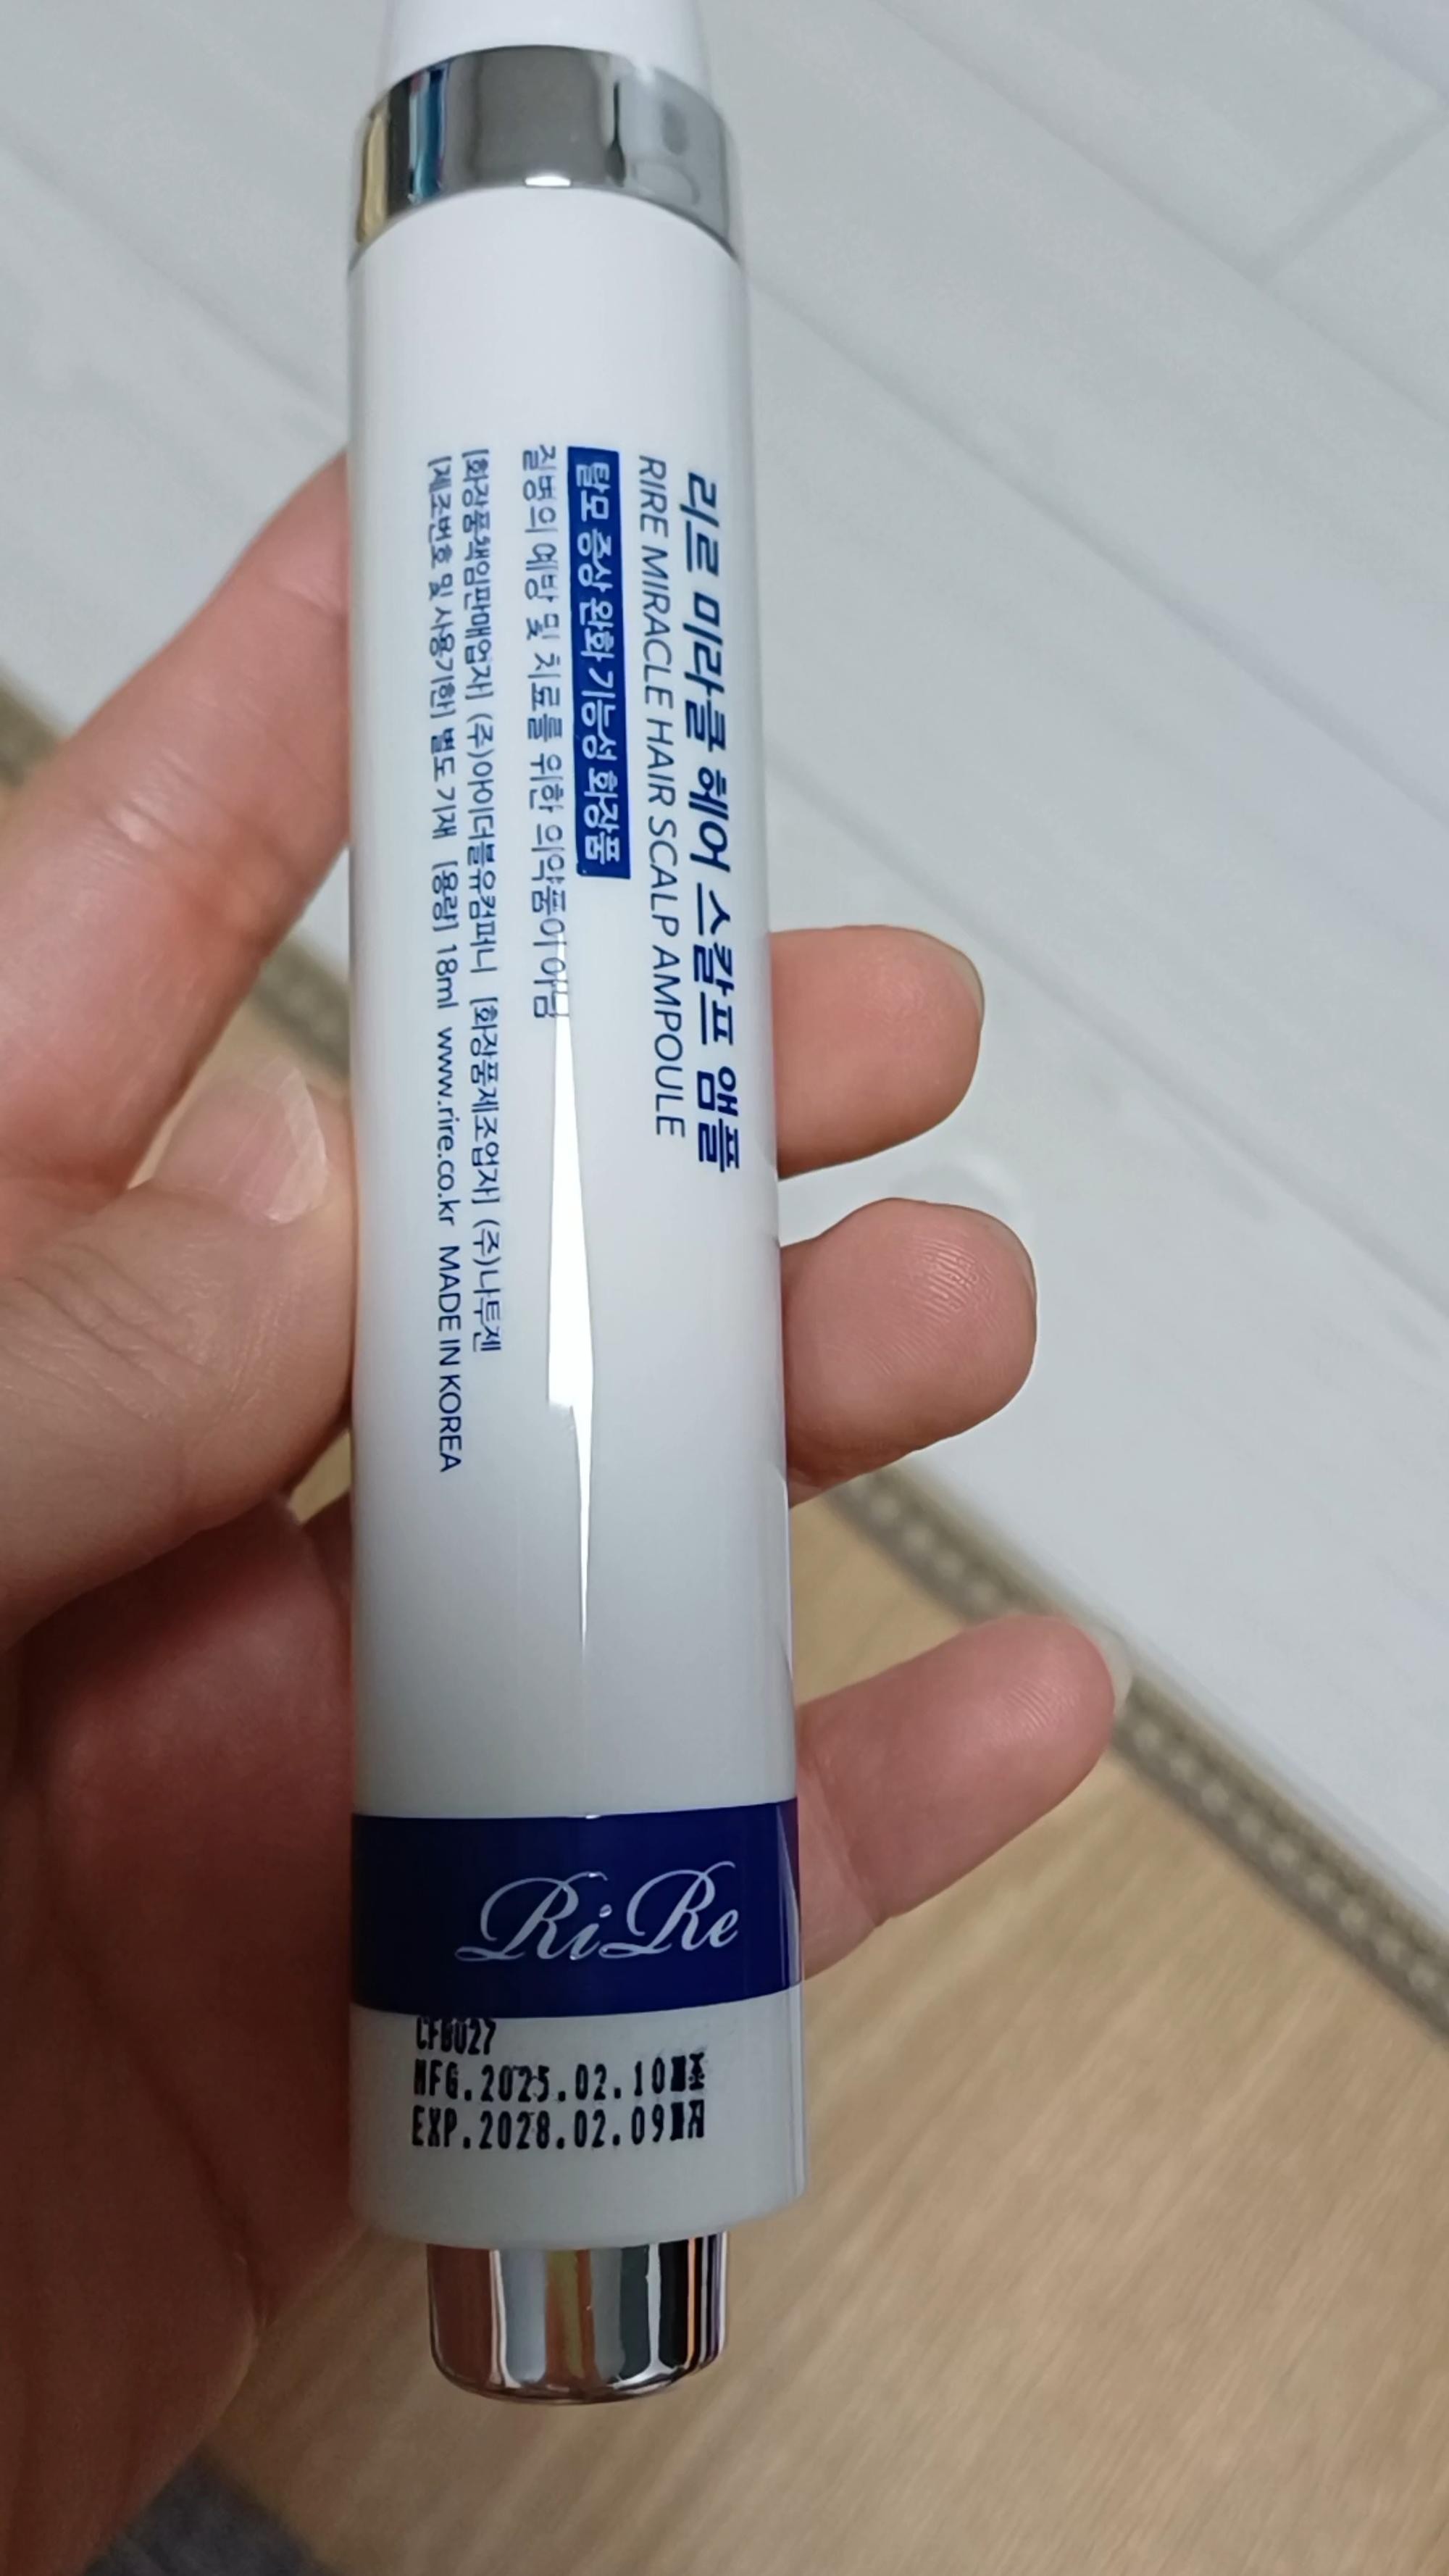 리르 미라클 헤어 스칼프 앰플
RIRE MIRACLE HAIR SCALP AMPOULE
탈모 증상 완화 기능성 화장품
질병의 예방 및 치료를 위한 의약품이 아님
[화장품책임판매업자] (주)아이더블유컴퍼니 [화장품제조업자] (주)나투젠
[제조번호 및 사용기한] 별도 기재 [용량] 18ml www.rire.co.kr MADE IN KOREA
RiRe
CFB027
MFG.2025.02.10제조
EXP.2028.02.09까지